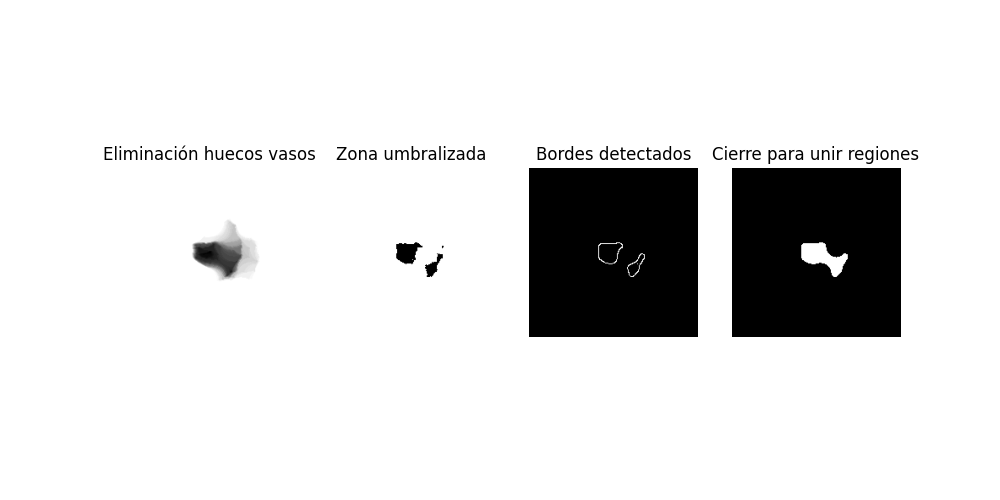 Eliminación huecos vasos
Zona umbralizada
Bordes detectados
Cierre para unir regiones